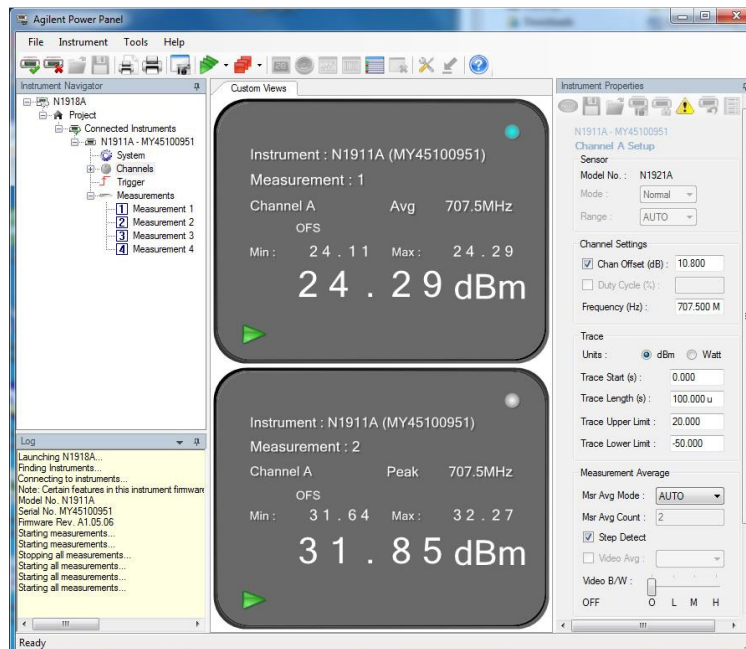 Agilent Power Panel
File Instrument Tools Help
Instrument Navigator
N1918A
Project
Connected Instruments
N1911A - MY45100951
System
Channels
Trigger
Measurements
1 Measurement 1
2 Measurement 2
3 Measurement 3
4 Measurement 4
Log
Launching N1918A...
Finding Instruments...
Connecting to instruments...
Note: Certain features in this instrument firmware
Model No. N1911A
Serial No. MY45100951
Firmware Rev. A1.05.06
Starting measurements...
Starting measurements...
Stopping all measurements...
Starting all measurements...
Starting all measurements...
Starting all measurements...
Ready
Custom Views
Instrument : N1911A (MY45100951)
Measurement : 1
Channel A Avg 707.5MHz
OFS
Min : 24.11 Max : 24.29
24.29 dBm
Instrument : N1911A (MY45100951)
Measurement : 2
Channel A Peak 707.5MHz
OFS
Min : 31.64 Max : 32.27
31.85 dBm
Instrument Properties
N1911A - MY45100951
Channel A Setup
Sensor
Model No. : N1921A
Mode : Normal
Range : AUTO
Channel Settings
Chan Offset (dB) : 10.800
Duty Cycle (%) :
Frequency (Hz) : 707.500 M
Trace
Units : dBm Watt
Trace Start (s) : 0.000
Trace Length (s) : 100.000 u
Trace Upper Limit : 20.000
Trace Lower Limit : -50.000
Measurement Average
Msr Avg Mode : AUTO
Msr Avg Count : 2
Step Detect
Video Avg :
Video B/W :
OFF O L M H